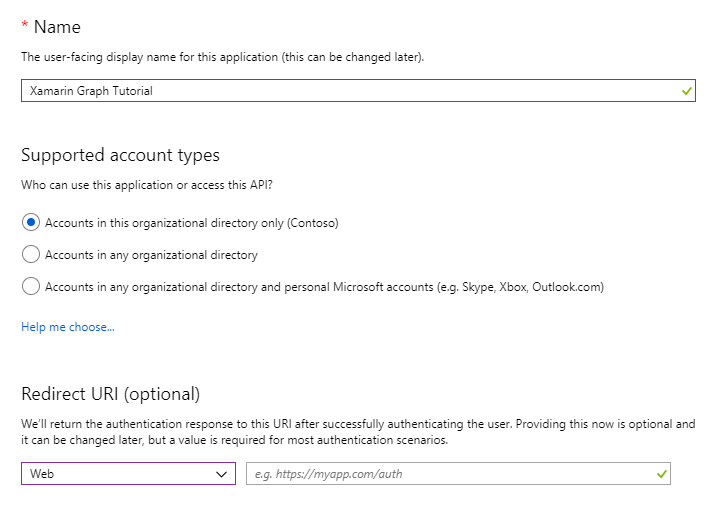 * Name
The user-facing display name for this application (this can be changed later).
Xamarin Graph Tutorial
Supported account types
Who can use this application or access this API?
Accounts in this organizational directory only (Contoso)
Accounts in any organizational directory
Accounts in any organizational directory and personal Microsoft accounts (e.g. Skype, Xbox, Outlook.com)
Help me choose...
Redirect URI (optional)
We'll return the authentication response to this URI after successfully authenticating the user. Providing this now is optional and
it can be changed later, but a value is required for most authentication scenarios.
Web
e.g. https://myapp.com/auth